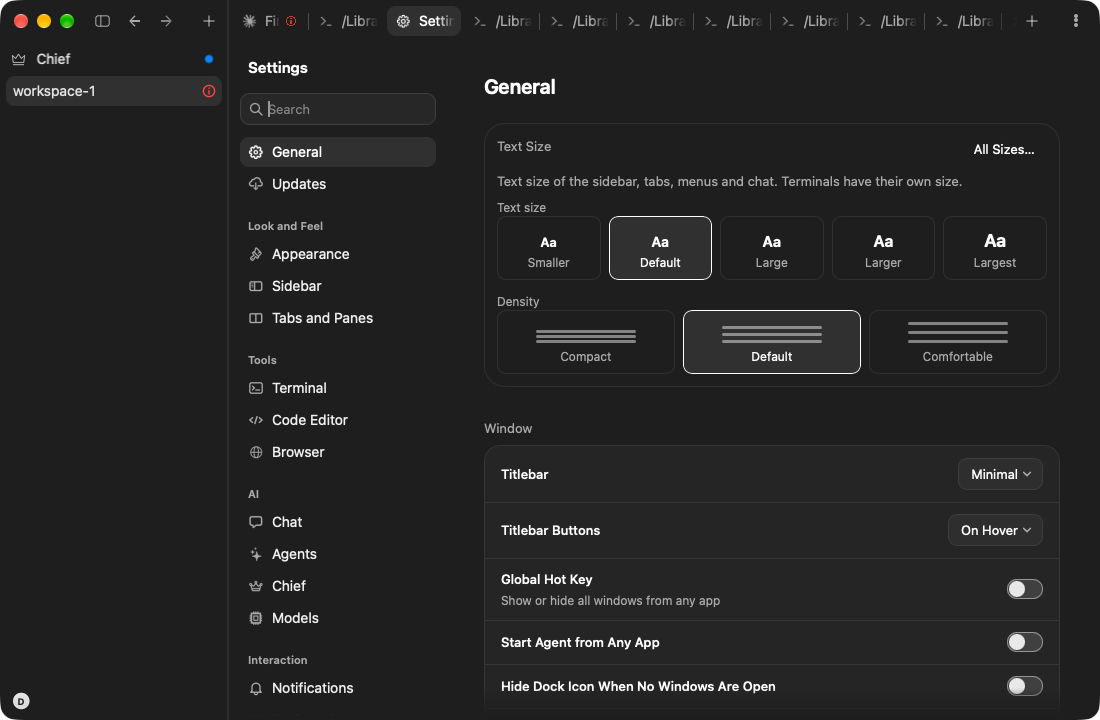 Fi
/Libra
Settin
/Libra
/Libra
/Libra
/Libra
/Libra
/Libra
/Libra
Chief
workspace-1
D
Settings
Search
General
Updates
Look and Feel
Appearance
Sidebar
Tabs and Panes
Tools
Terminal
Code Editor
Browser
AI
Chat
Agents
Chief
Models
Interaction
Notifications
General
Text Size
All Sizes...
Text size of the sidebar, tabs, menus and chat. Terminals have their own size.
Text size
Aa Aa Aa Aa Aa
Smaller Default Large Larger Largest
Density
Compact Default Comfortable
Window
Titlebar Minimal
Titlebar Buttons On Hover
Global Hot Key
Show or hide all windows from any app
Start Agent from Any App
Hide Dock Icon When No Windows Are Open